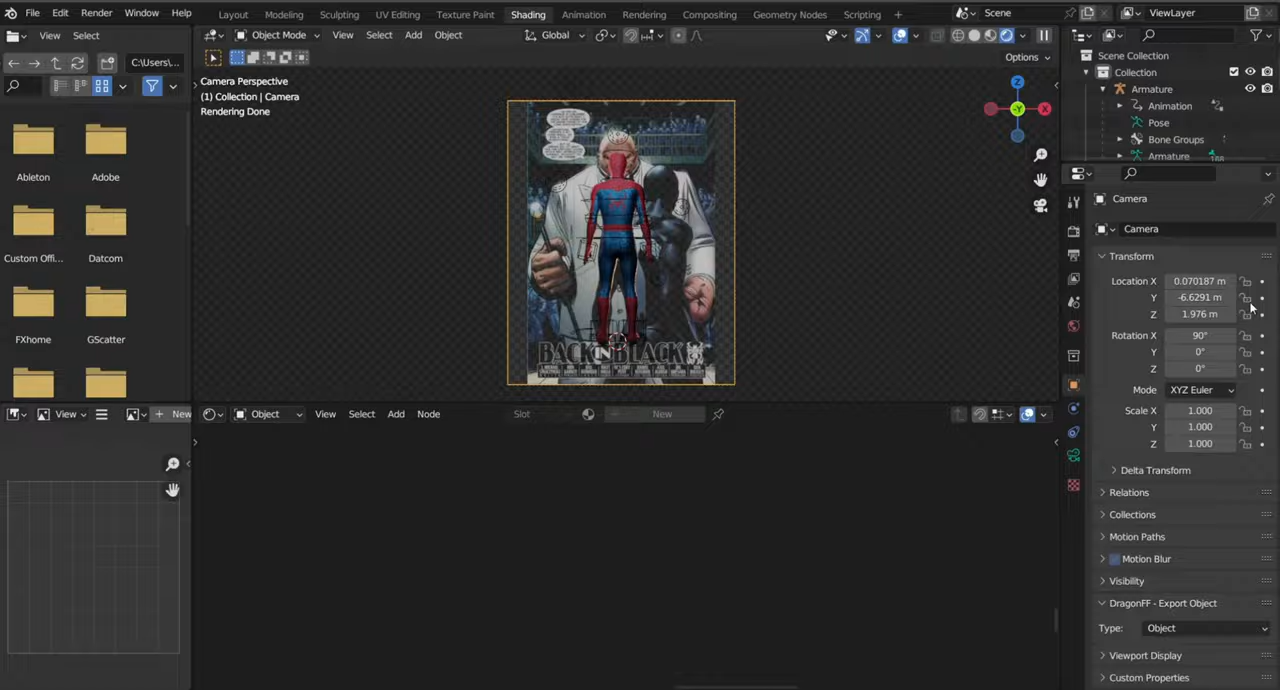 File Edit Render Window Help
Layout Modeling Sculpting UV Editing Texture Paint Shading Animation Rendering Compositing Geometry Nodes Scripting +
Scene
ViewLayer
View Select
Object Mode View Select Add Object
Global
C:\Users\...
Options
Camera Perspective
(1) Collection | Camera
Rendering Done
Z
-Y
X
Ableton
Adobe
Custom Offi...
Datcom
FXhome
GScatter
BACK IN BLACK
View
New
Object View Select Add Node
Slot
New
Scene Collection
Collection
Armature
Animation
Pose
Bone Groups
Armature
168
Camera
Camera
Transform
Location X 0.070187 m
Y -6.6291 m
Z 1.976 m
Rotation X 90°
Y 0°
Z 0°
Mode XYZ Euler
Scale X 1.000
Y 1.000
Z 1.000
Delta Transform
Relations
Collections
Motion Paths
Motion Blur
Visibility
DragonFF - Export Object
Type: Object
Viewport Display
Custom Properties